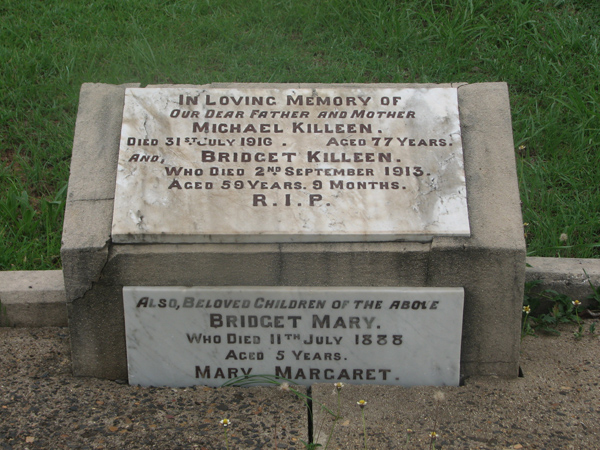 In Loving Memory of
Our Dear Father and Mother
Michael Killeen.
Died 31st July 1916. Aged 77 Years.
And, Bridget Killeen.
Who Died 2nd September 1913.
Aged 59 Years. 9 Months.
R.I.P.
Also, Beloved Children of the Above
Bridget Mary.
Who Died 11th July 1888
Aged 5 Years.
Mary Margaret.